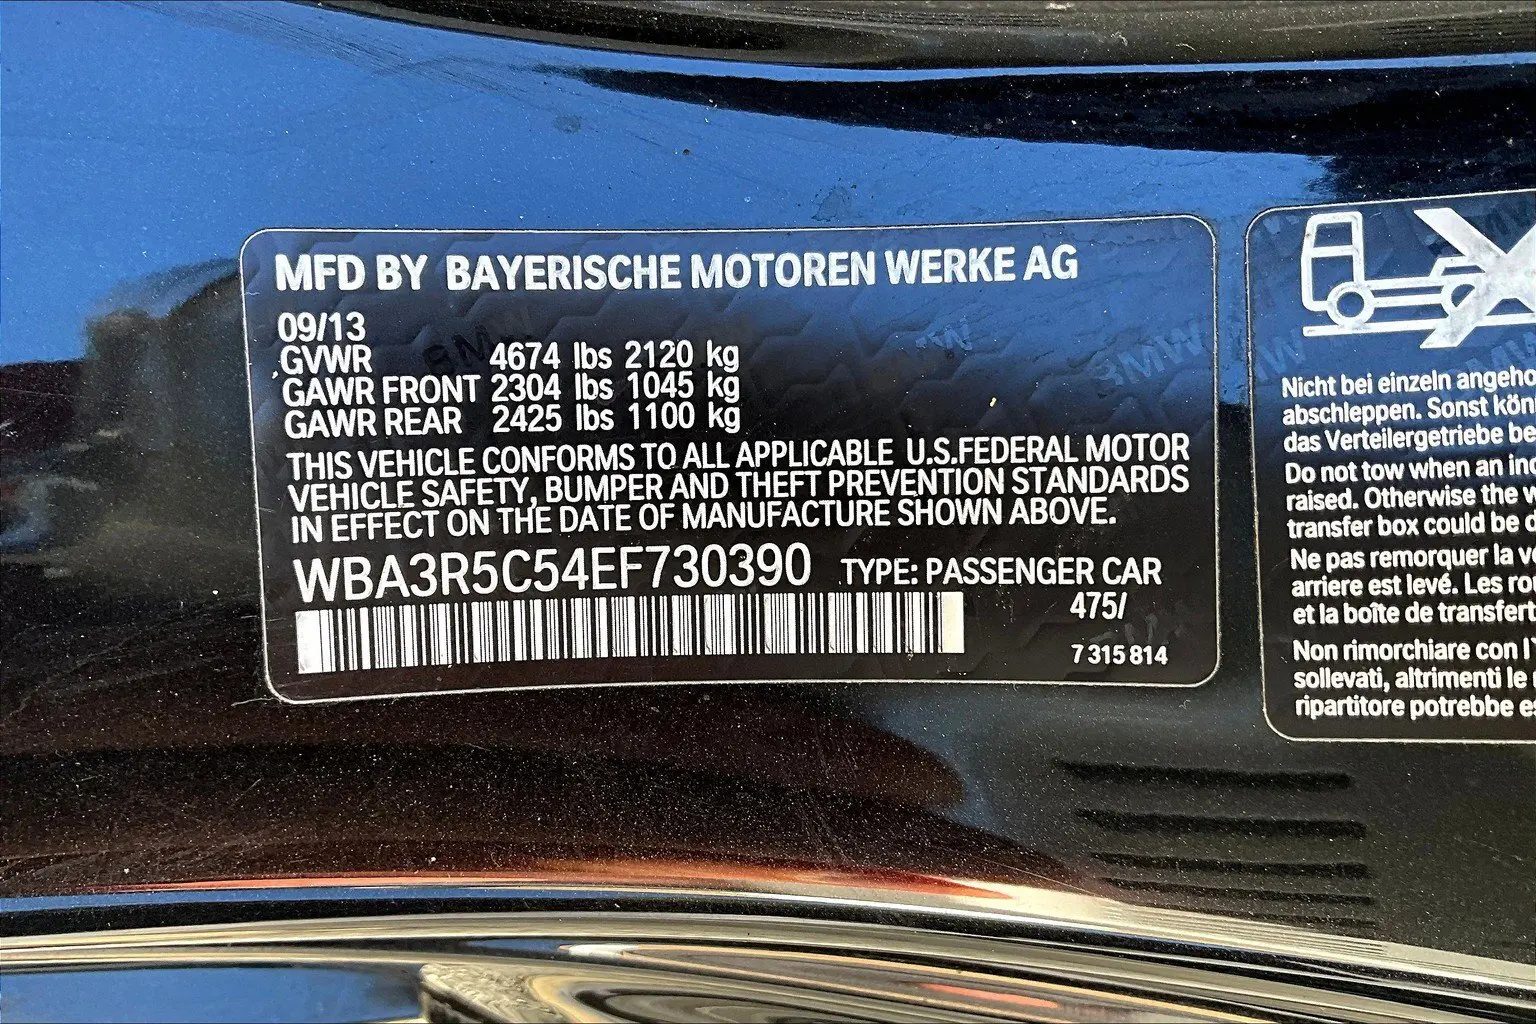 MFD BY BAYERISCHE MOTOREN WERKE AG
09/13
GVWR 4674 lbs 2120 kg
GAWR FRONT 2304 lbs 1045 kg
GAWR REAR 2425 lbs 1100 kg
THIS VEHICLE CONFORMS TO ALL APPLICABLE U.S.FEDERAL MOTOR
VEHICLE SAFETY, BUMPER AND THEFT PREVENTION STANDARDS
IN EFFECT ON THE DATE OF MANUFACTURE SHOWN ABOVE.
WBA3R5C54EF730390 TYPE: PASSENGER CAR
475/
7 315 814
Nicht bei einzeln
abschleppen. Sonst
das Verteilergetriebe
Do not tow when an
raised. Otherwise the
transfer box could be
Ne pas remorquer la
arriere est levé. Les
et la boîte de
Non rimorchiare con
sollevati, altrimenti le
ripartitore potrebbe